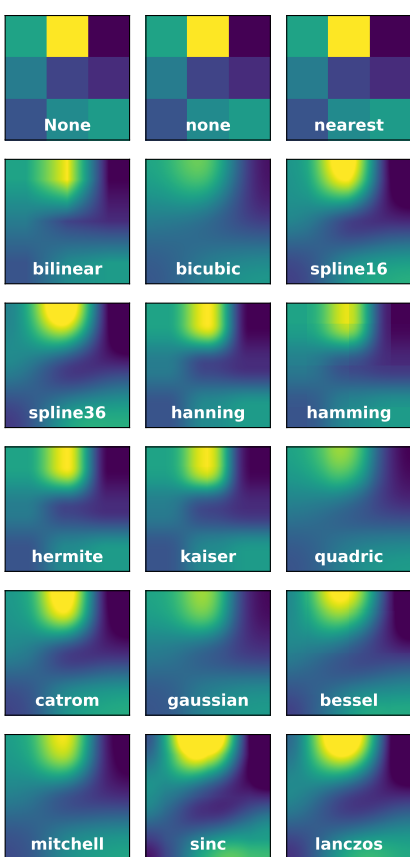 None
none
nearest
bilinear
bicubic
spline16
spline36
hanning
hamming
hermite
kaiser
quadric
catrom
gaussian
bessel
mitchell
sinc
lanczos